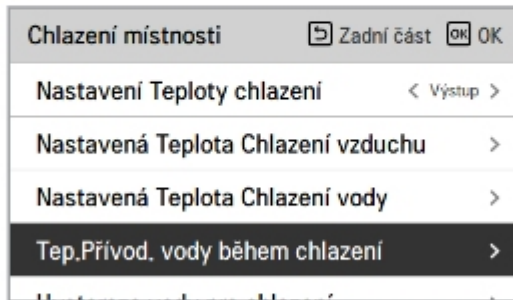 Chlazení místnosti Zadní část OK OK
Nastavení Teploty chlazení < Výstup >
Nastavená Teplota Chlazení vzduchu >
Nastavená Teplota Chlazení vody >
Tep.Přívod. vody během chlazení >